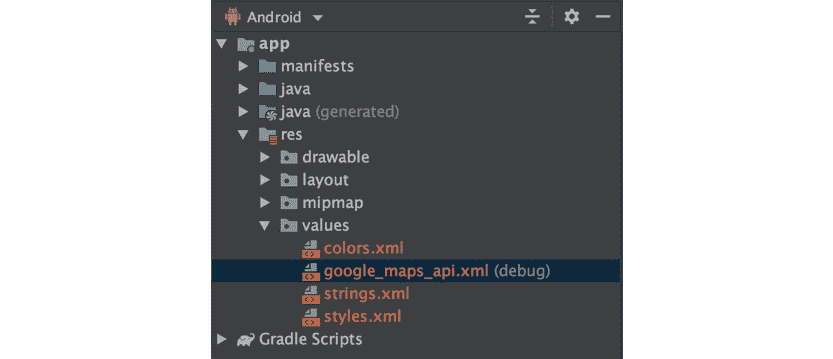 Android
app
manifests
java
java (generated)
res
drawable
layout
mipmap
values
colors.xml
google_maps_api.xml (debug)
strings.xml
styles.xml
Gradle Scripts